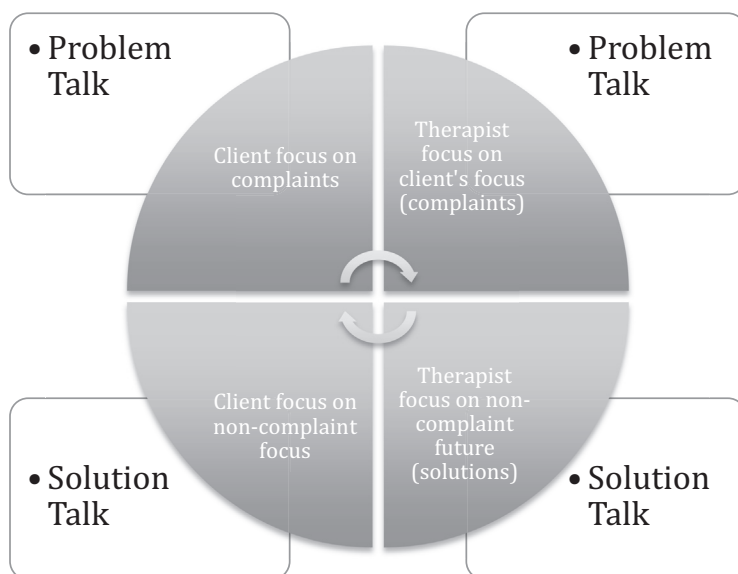 • Problem
Talk
• Problem
Talk
Client focus on
complaints
Therapist
focus on
client's focus
(complaints)
Client focus on
non-complaint
focus
Therapist
focus on non-
complaint
future
(solutions)
• Solution
Talk
• Solution
Talk